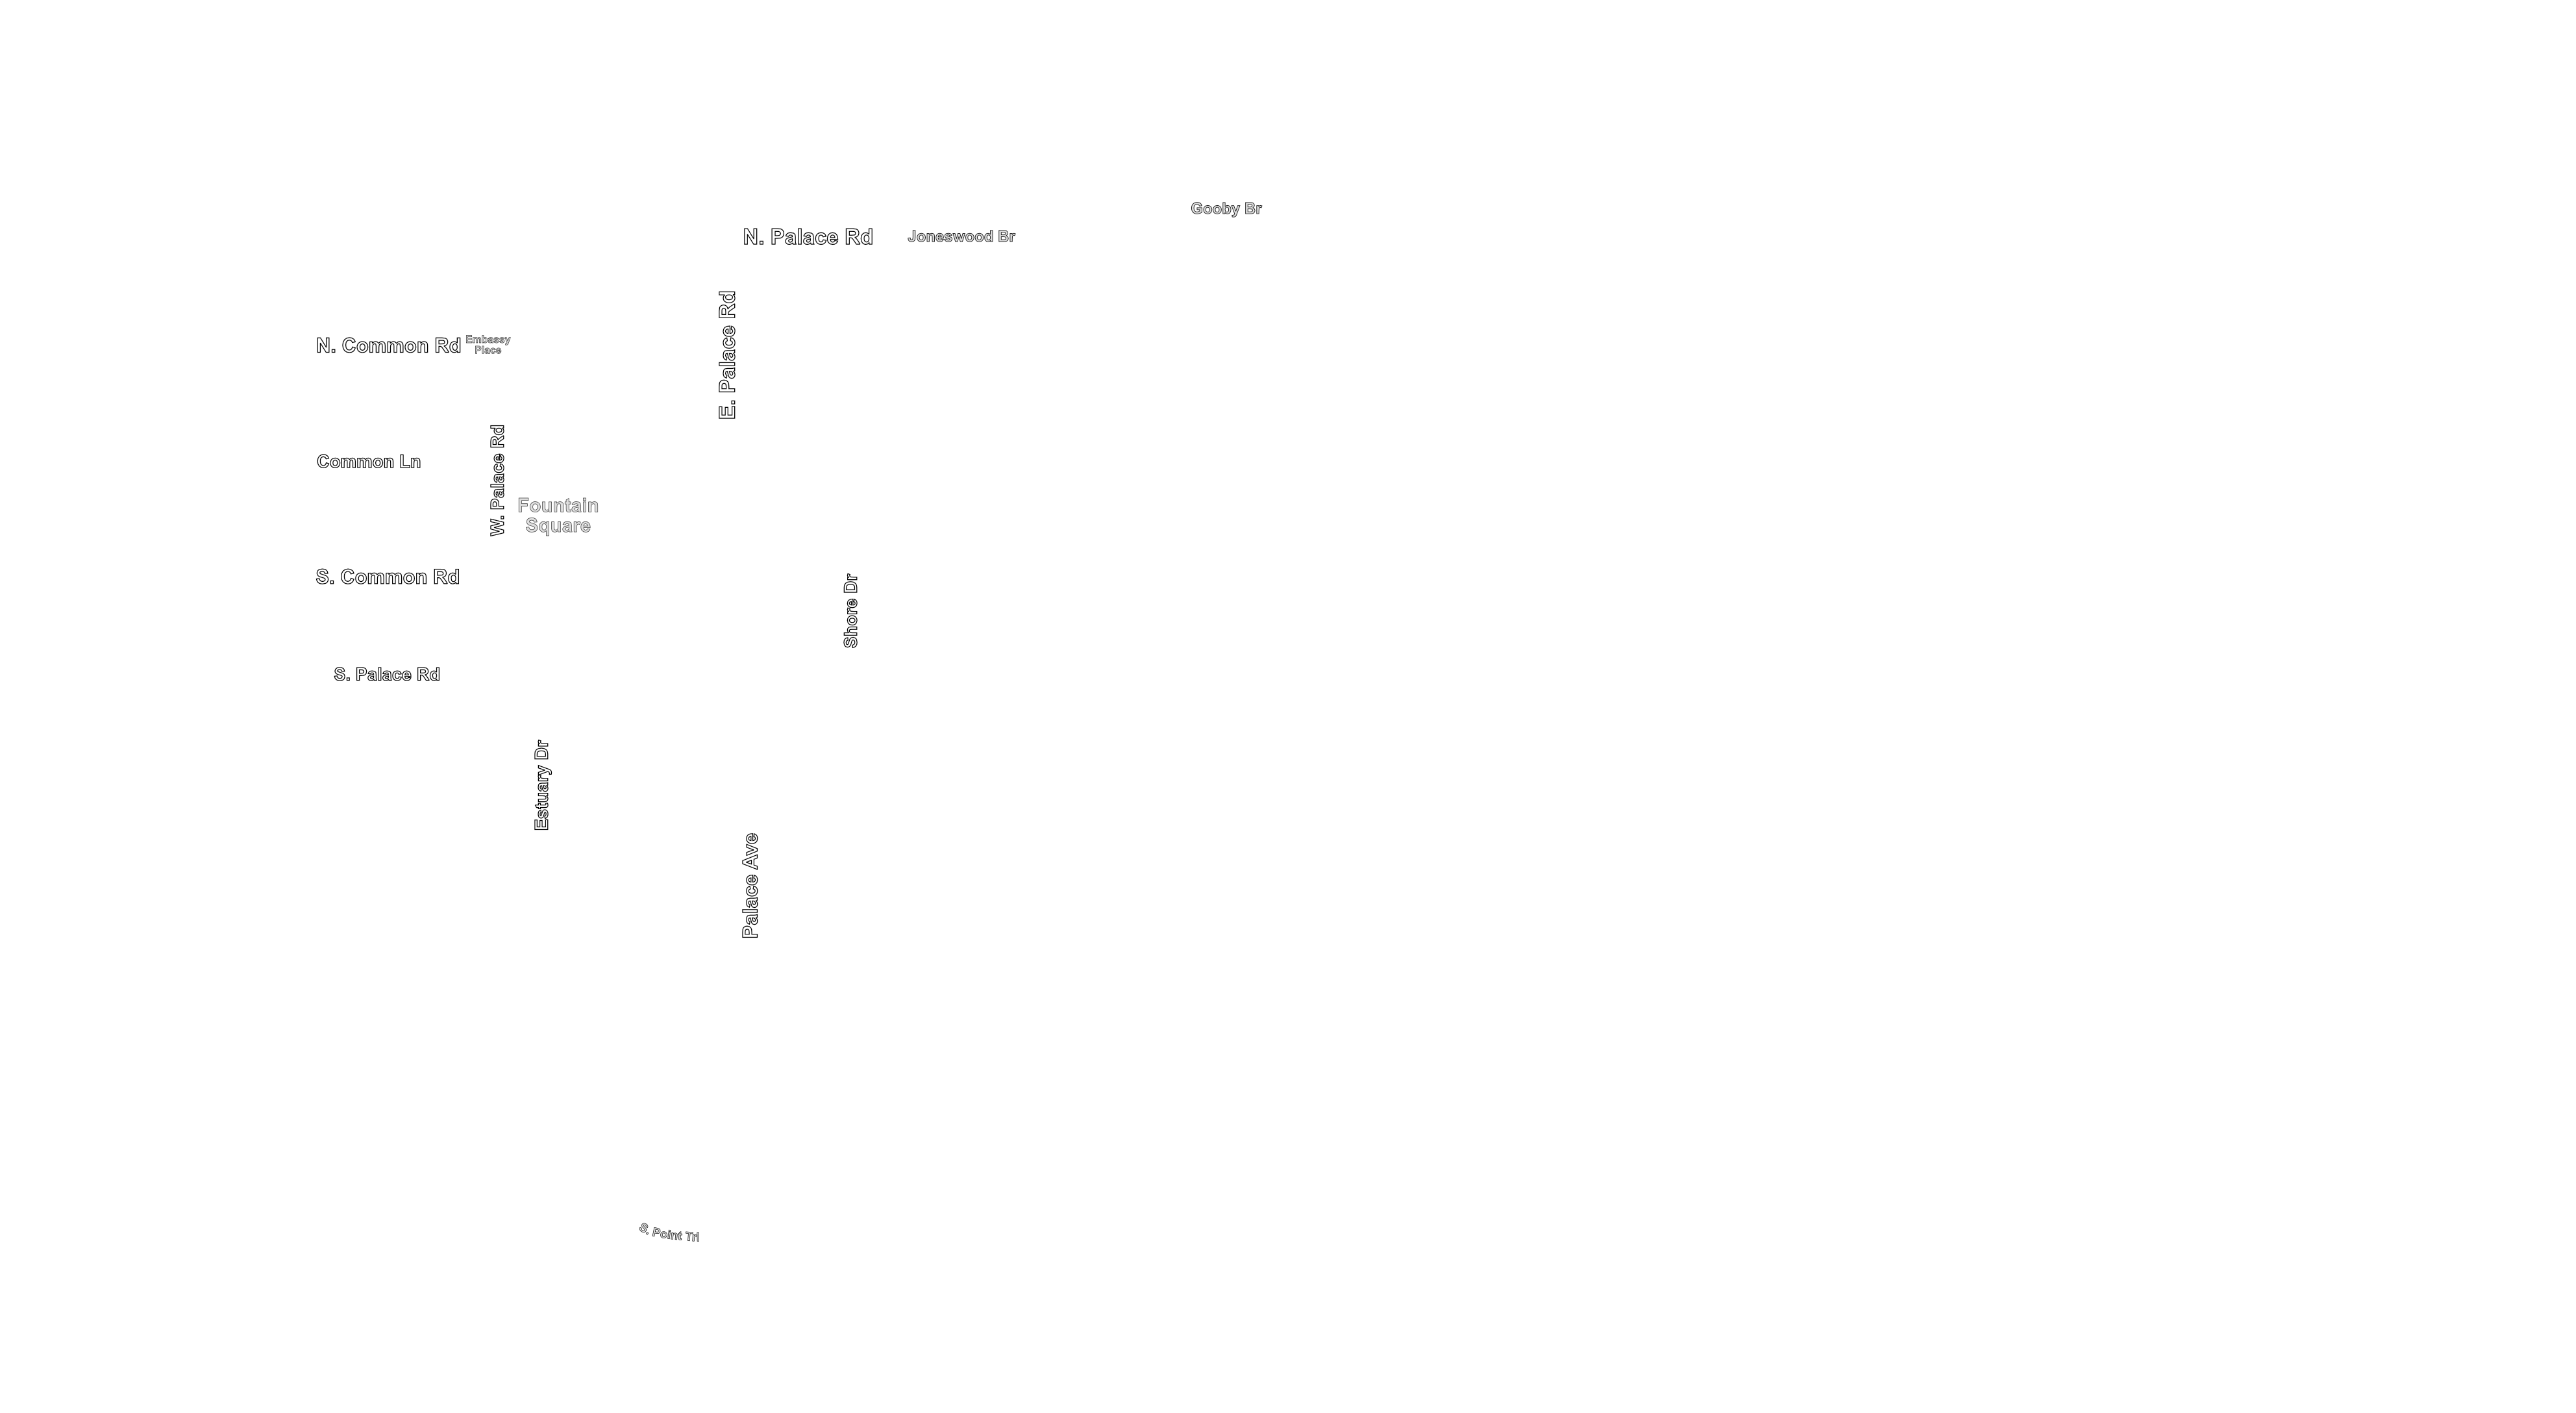 Gooby Br
N. Palace Rd
Joneswood Br
E. Palace Rd
N. Common Rd
Embassy
Place
W. Palace Rd
Common Ln
Fountain
Square
S. Common Rd
Shore Dr
S. Palace Rd
Estuary Dr
Palace Ave
S. Point Trl